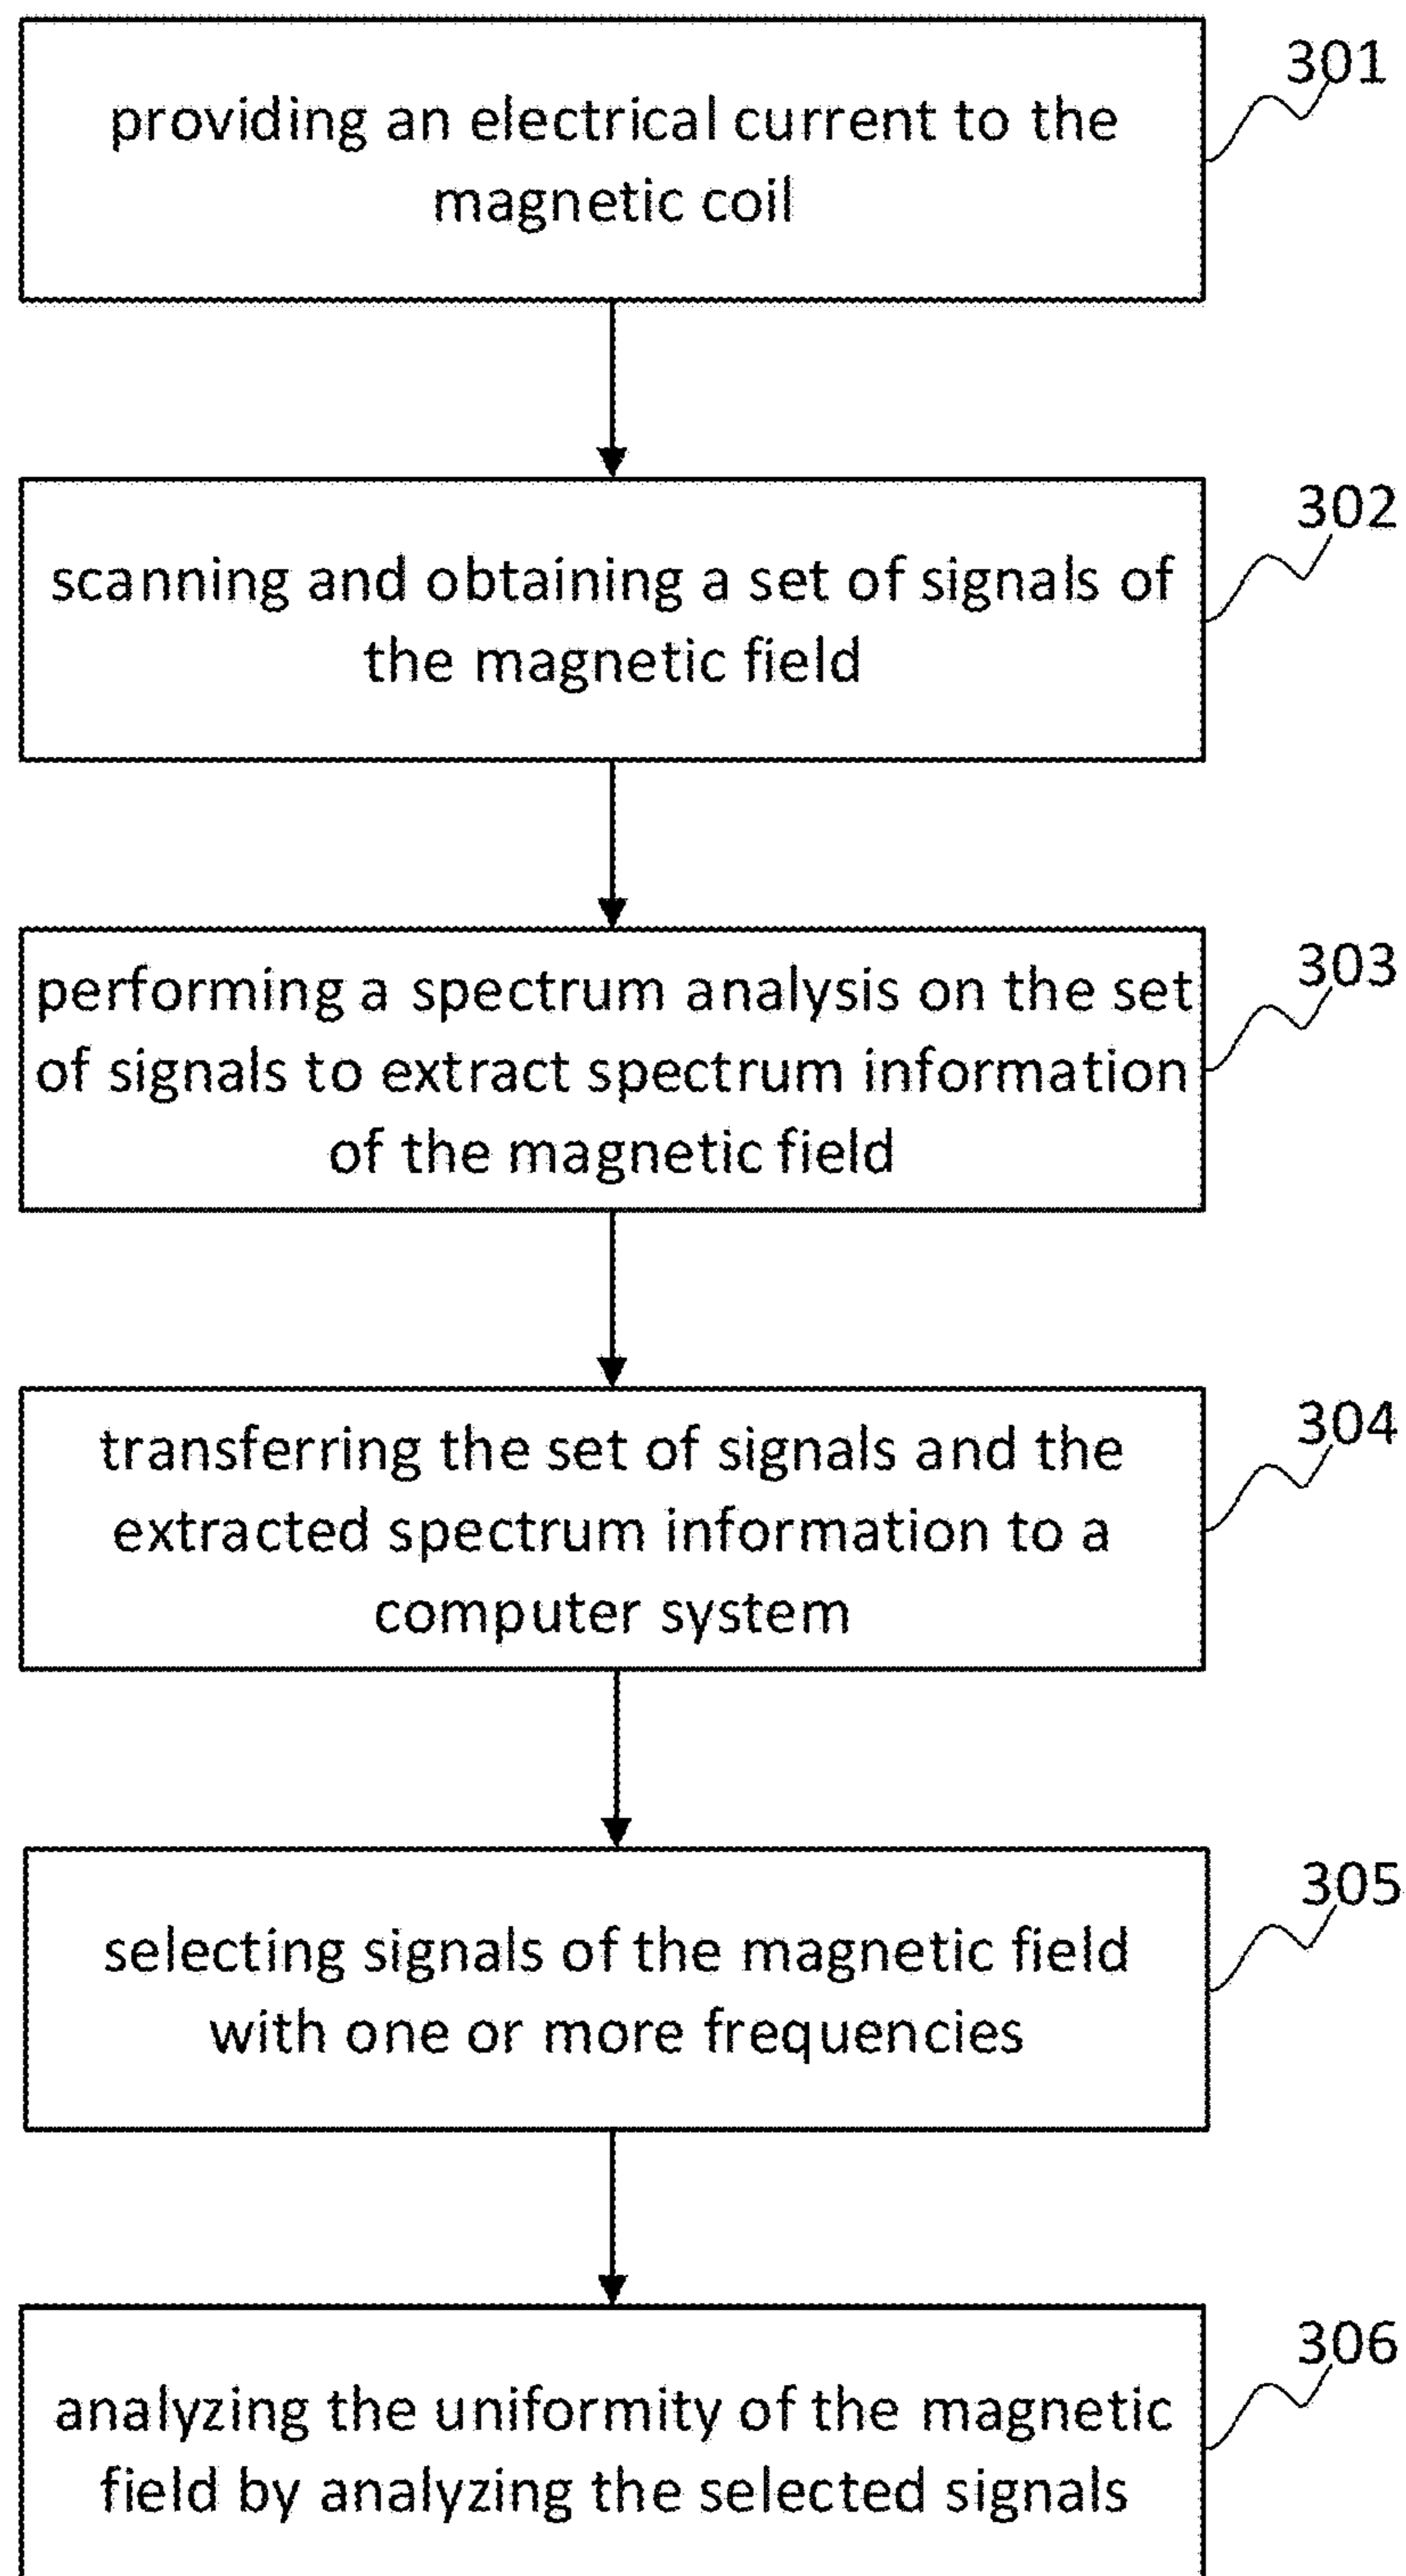 301
providing an electrical current to the
magnetic coil
302
scanning and obtaining a set of signals of
the magnetic field
303
performing a spectrum analysis on the set
of signals to extract spectrum information
of the magnetic field
304
transferring the set of signals and the
extracted spectrum information to a
computer system
305
selecting signals of the magnetic field
with one or more frequencies
306
analyzing the uniformity of the magnetic
field by analyzing the selected signals